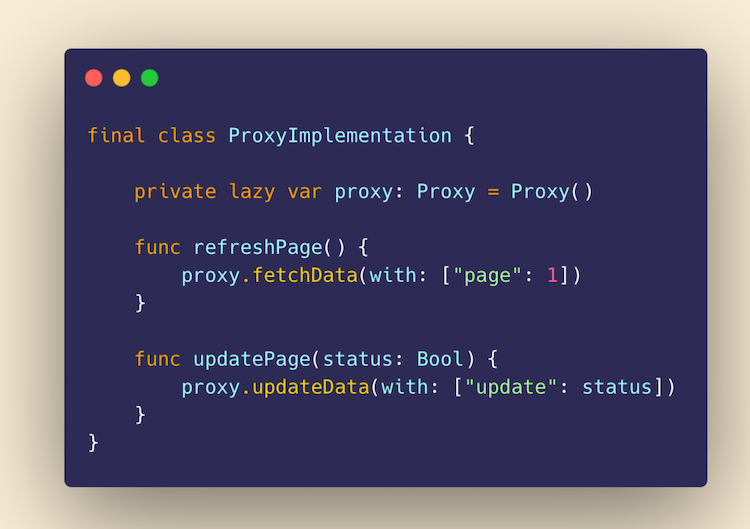 final class ProxyImplementation {
    private lazy var proxy: Proxy = Proxy()
    func refreshPage() {
        proxy.fetchData(with: ["page": 1])
    }
    func updatePage(status: Bool) {
        proxy.updateData(with: ["update": status])
    }
}